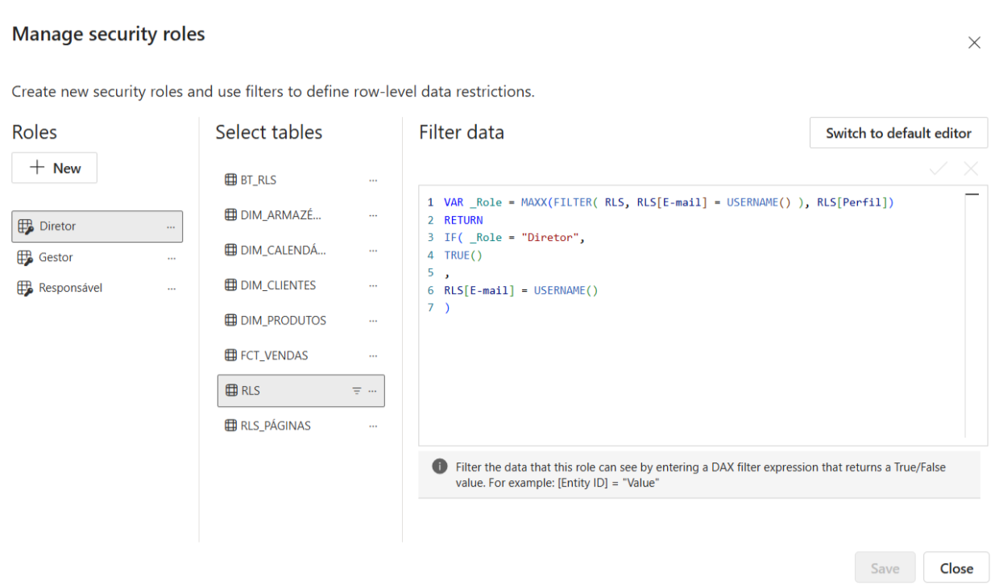 Manage security roles
Create new security roles and use filters to define row-level data restrictions.
Roles
+ New
Diretor ...
Gestor ...
Responsável ...
Select tables
BT_RLS ...
DIM_ARMAZÉ... ...
DIM_CALENDÁ... ...
DIM_CLIENTES ...
DIM_PRODUTOS ...
FCT_VENDAS ...
RLS ...
RLS_PÁGINAS ...
Filter data
Switch to default editor
1 VAR _Role = MAXX(FILTER( RLS, RLS[E-mail] = USERNAME() ), RLS[Perfil])
2 RETURN
3 IF( _Role = "Diretor",
4 TRUE()
5 ,
6 RLS[E-mail] = USERNAME()
7 )
Filter the data that this role can see by entering a DAX filter expression that returns a True/False
value. For example: [Entity ID] = "Value"
Save
Close